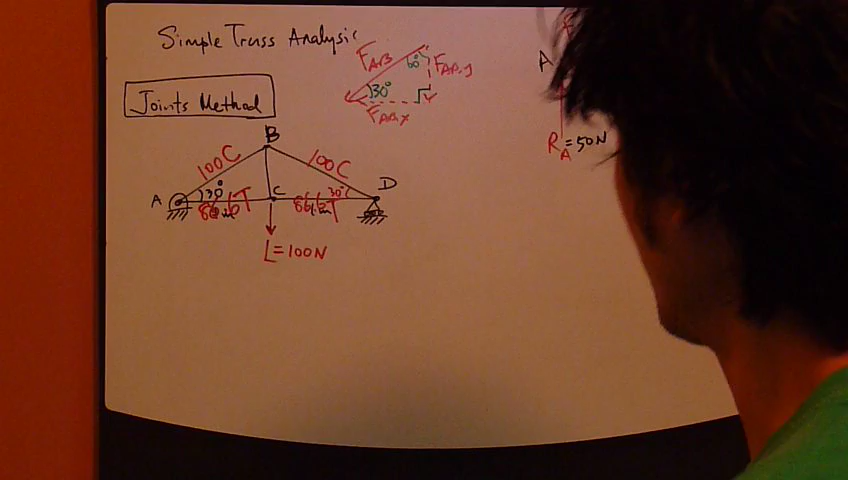 Simple Truss Analysis
Joints Method
FAB
60°
30°
FAB,y
FAB,x
A
RA=50N
B
100C
100C
A
30°
86.6T
C
86.6T
30°
D
L=100N